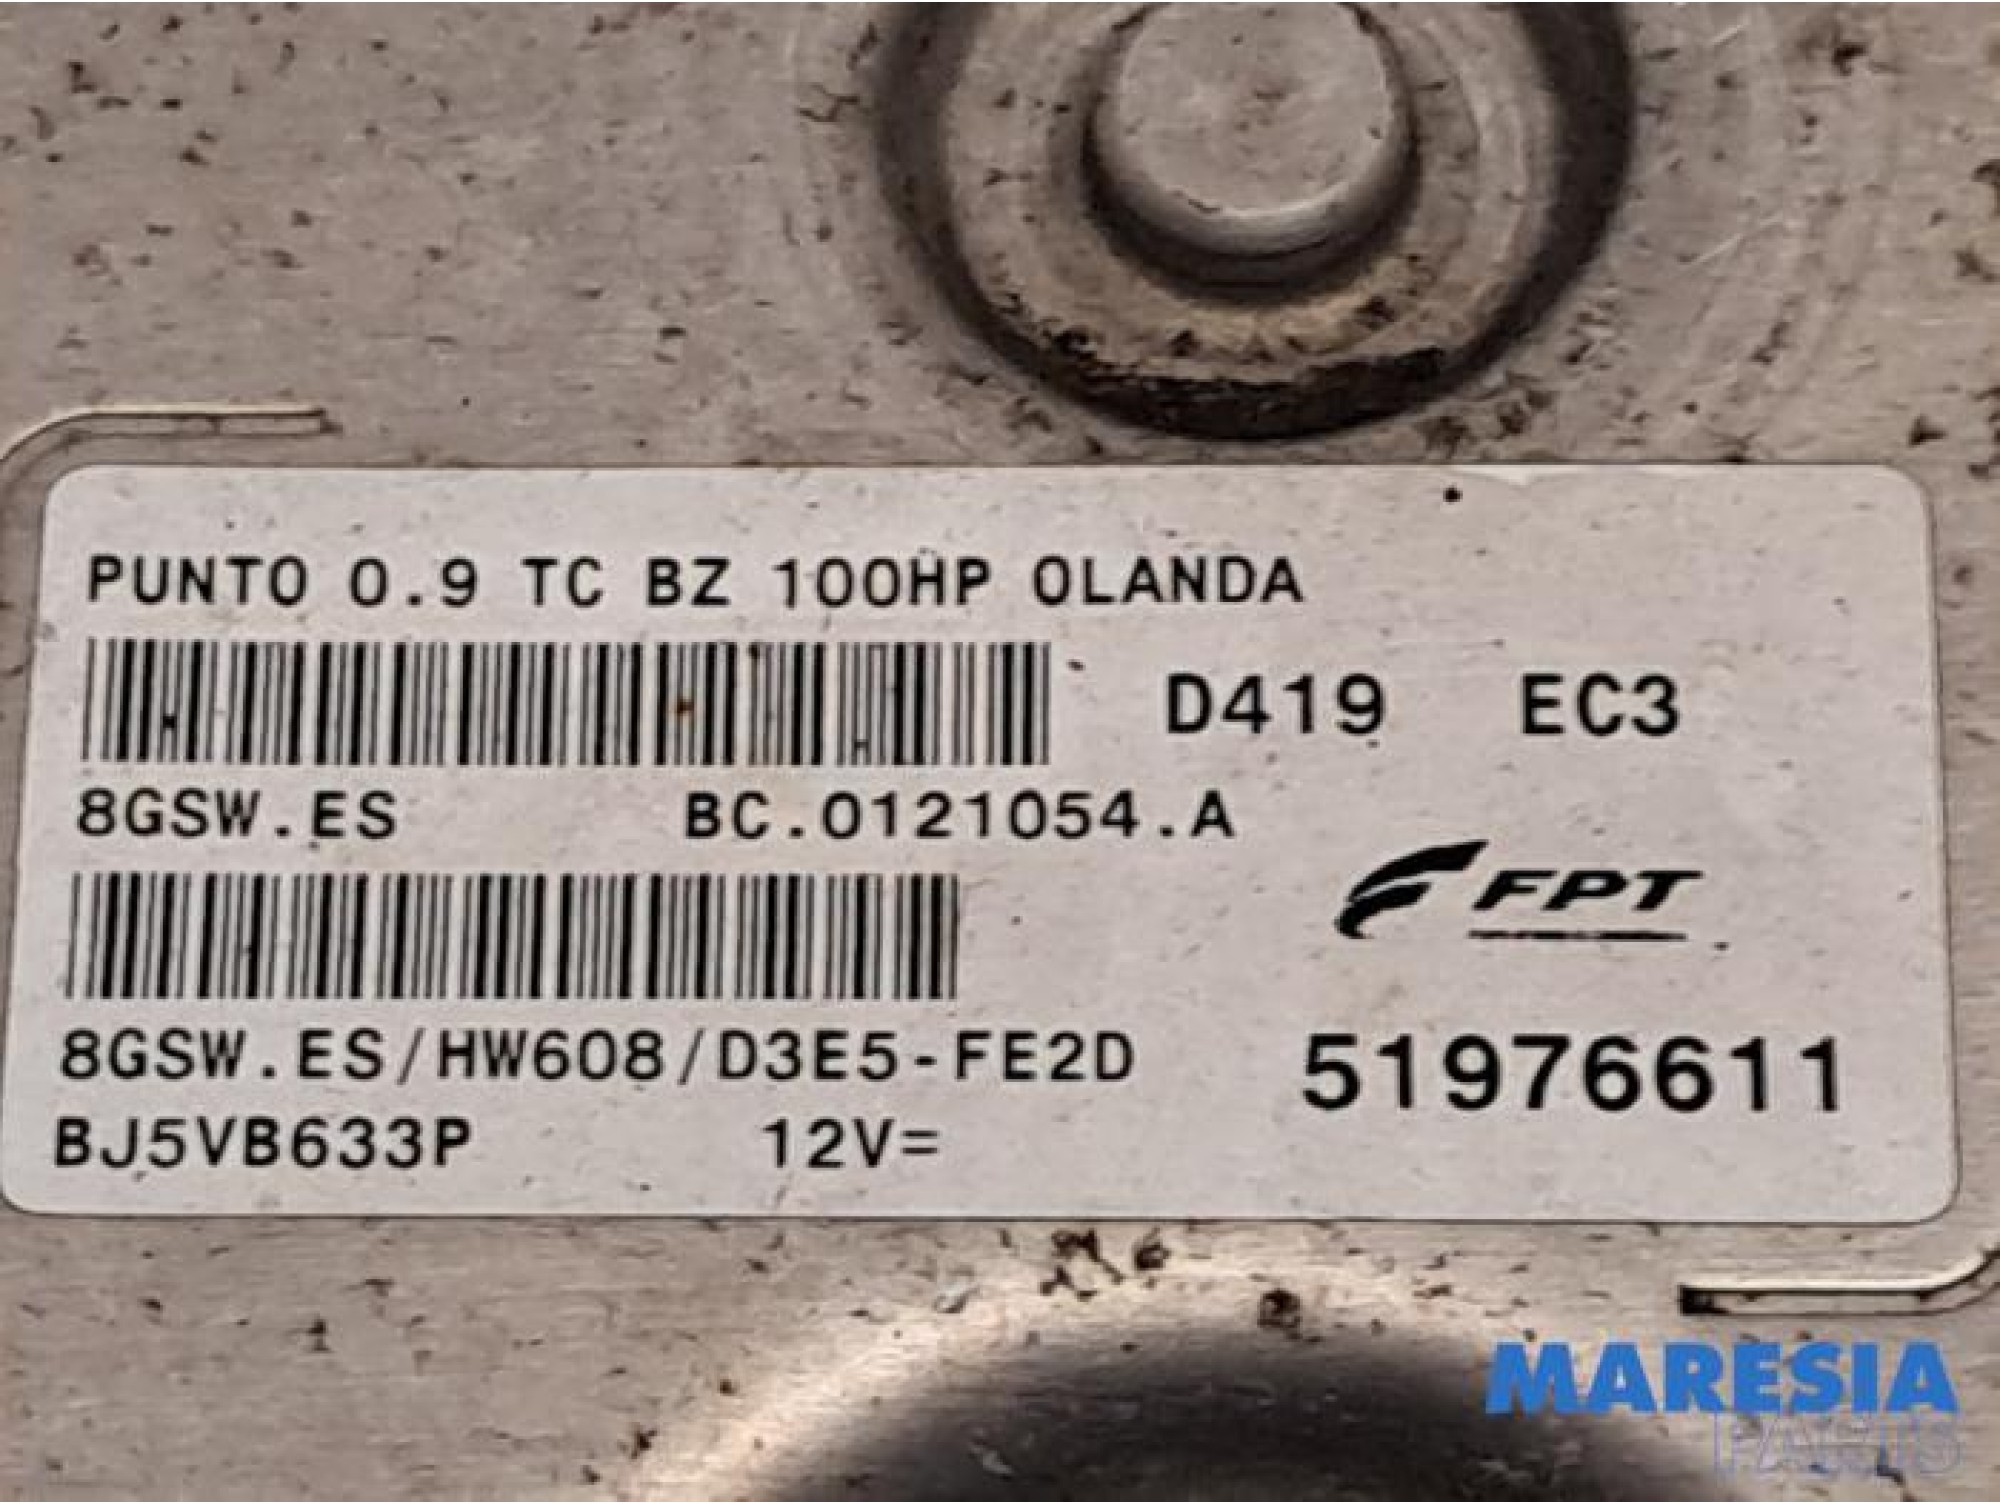 PUNTO 0.9 TC BZ 100HP OLANDA
D419 EC3
8GSW.ES BC.0121054.A
FPT
8GSW.ES/HW608/D3E5-FE2D
51976611
BJ5VB633P 12V=
MARESIA
PARTS